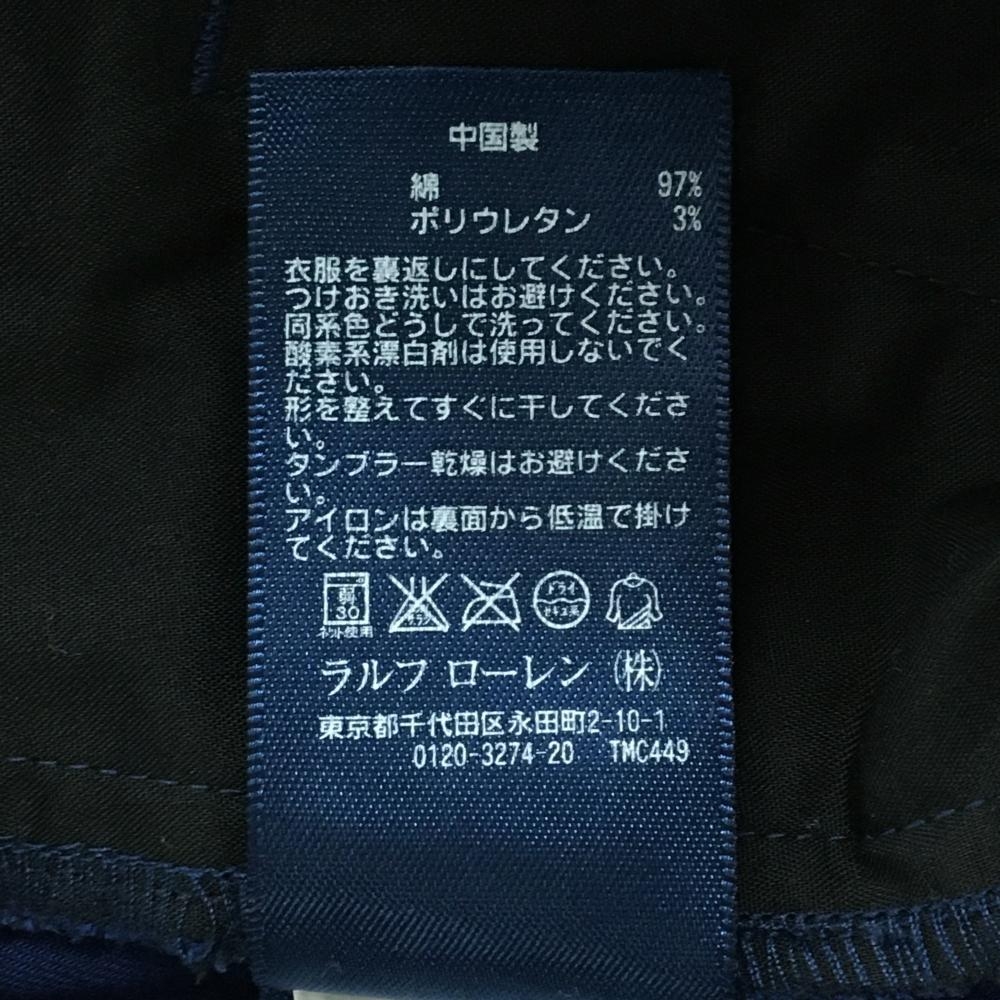 中国製
綿 97%
ポリウレタン 3%
衣服を裏返しにしてください。
つけおき洗いはお避けください。
同系色どうしで洗ってください。
酸素系漂白剤は使用しないでく
ださい。
形を整えてすぐに干してくださ
い。
タンブラー乾燥はお避けくださ
い。
アイロンは裏面から低温で掛け
てください。
弱
30
ネット使用
ドライ
セキユ系
ラルフ ローレン (株)
東京都千代田区永田町2-10-1
0120-3274-20 TMC449